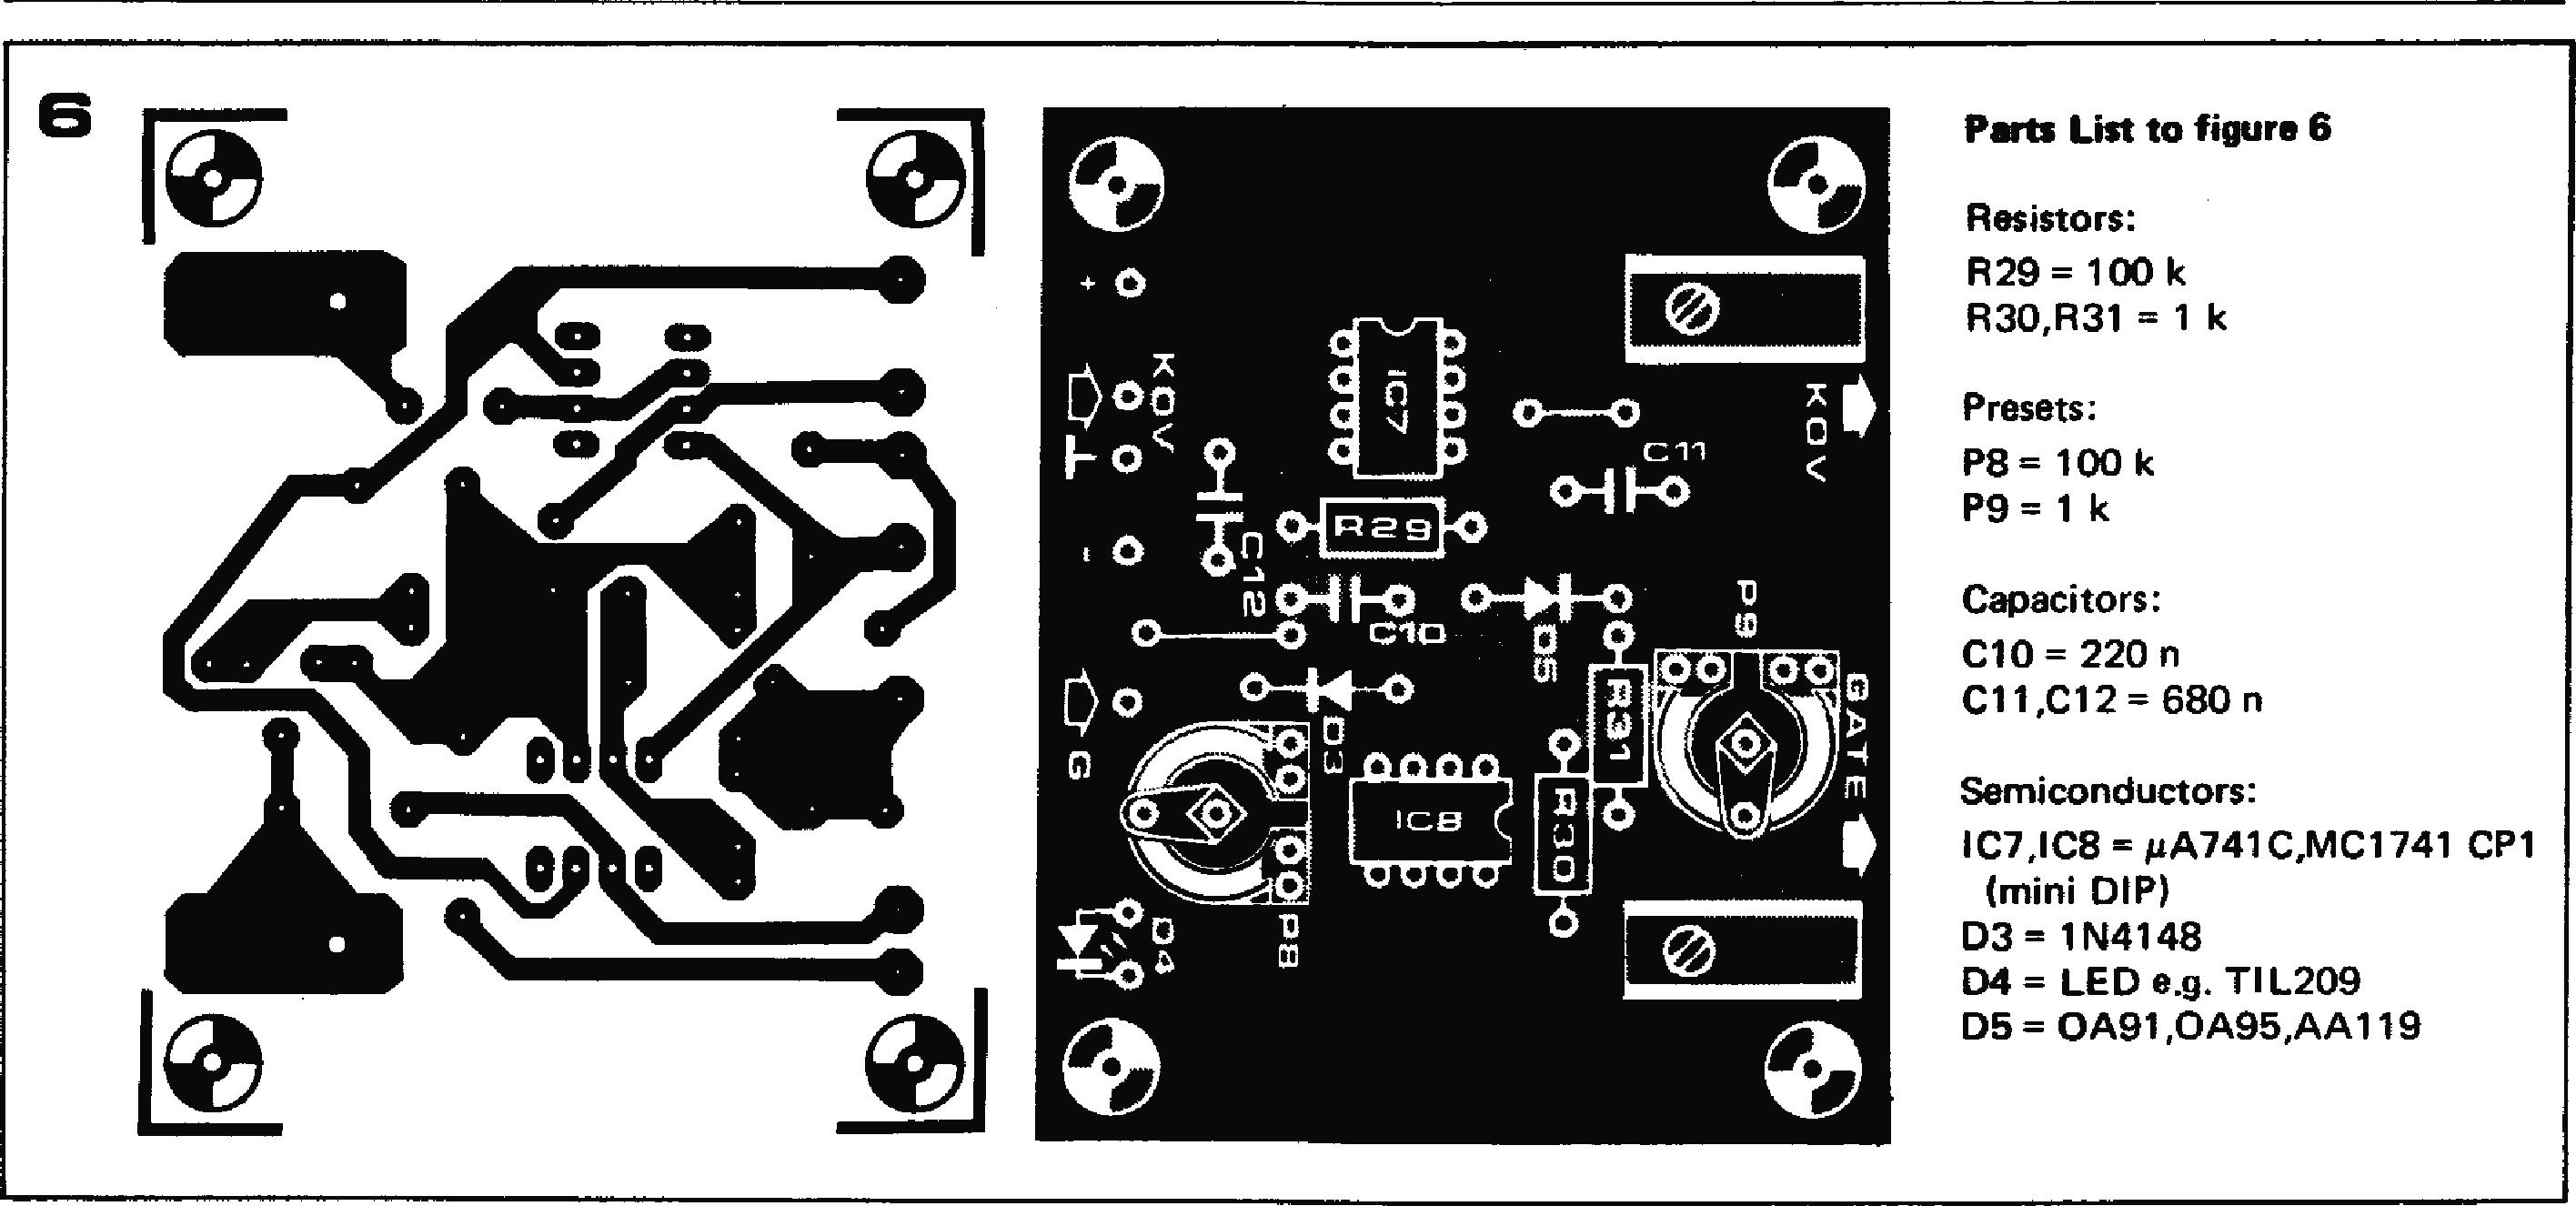 6
+
KOV
⊥
-
G
C12
IC7
R29
C10
D3
P8
D4
IC8
C11
D5
R31
R30
P9
KOV
GATE
Parts List to figure 6
Resistors:
R29 = 100 k
R30,R31 = 1 k
Presets:
P8 = 100 k
P9 = 1 k
Capacitors:
C10 = 220 n
C11,C12 = 680 n
Semiconductors:
IC7,IC8 = µA741C,MC1741 CP1
(mini DIP)
D3 = 1N4148
D4 = LED e.g. TIL209
D5 = OA91,OA95,AA119